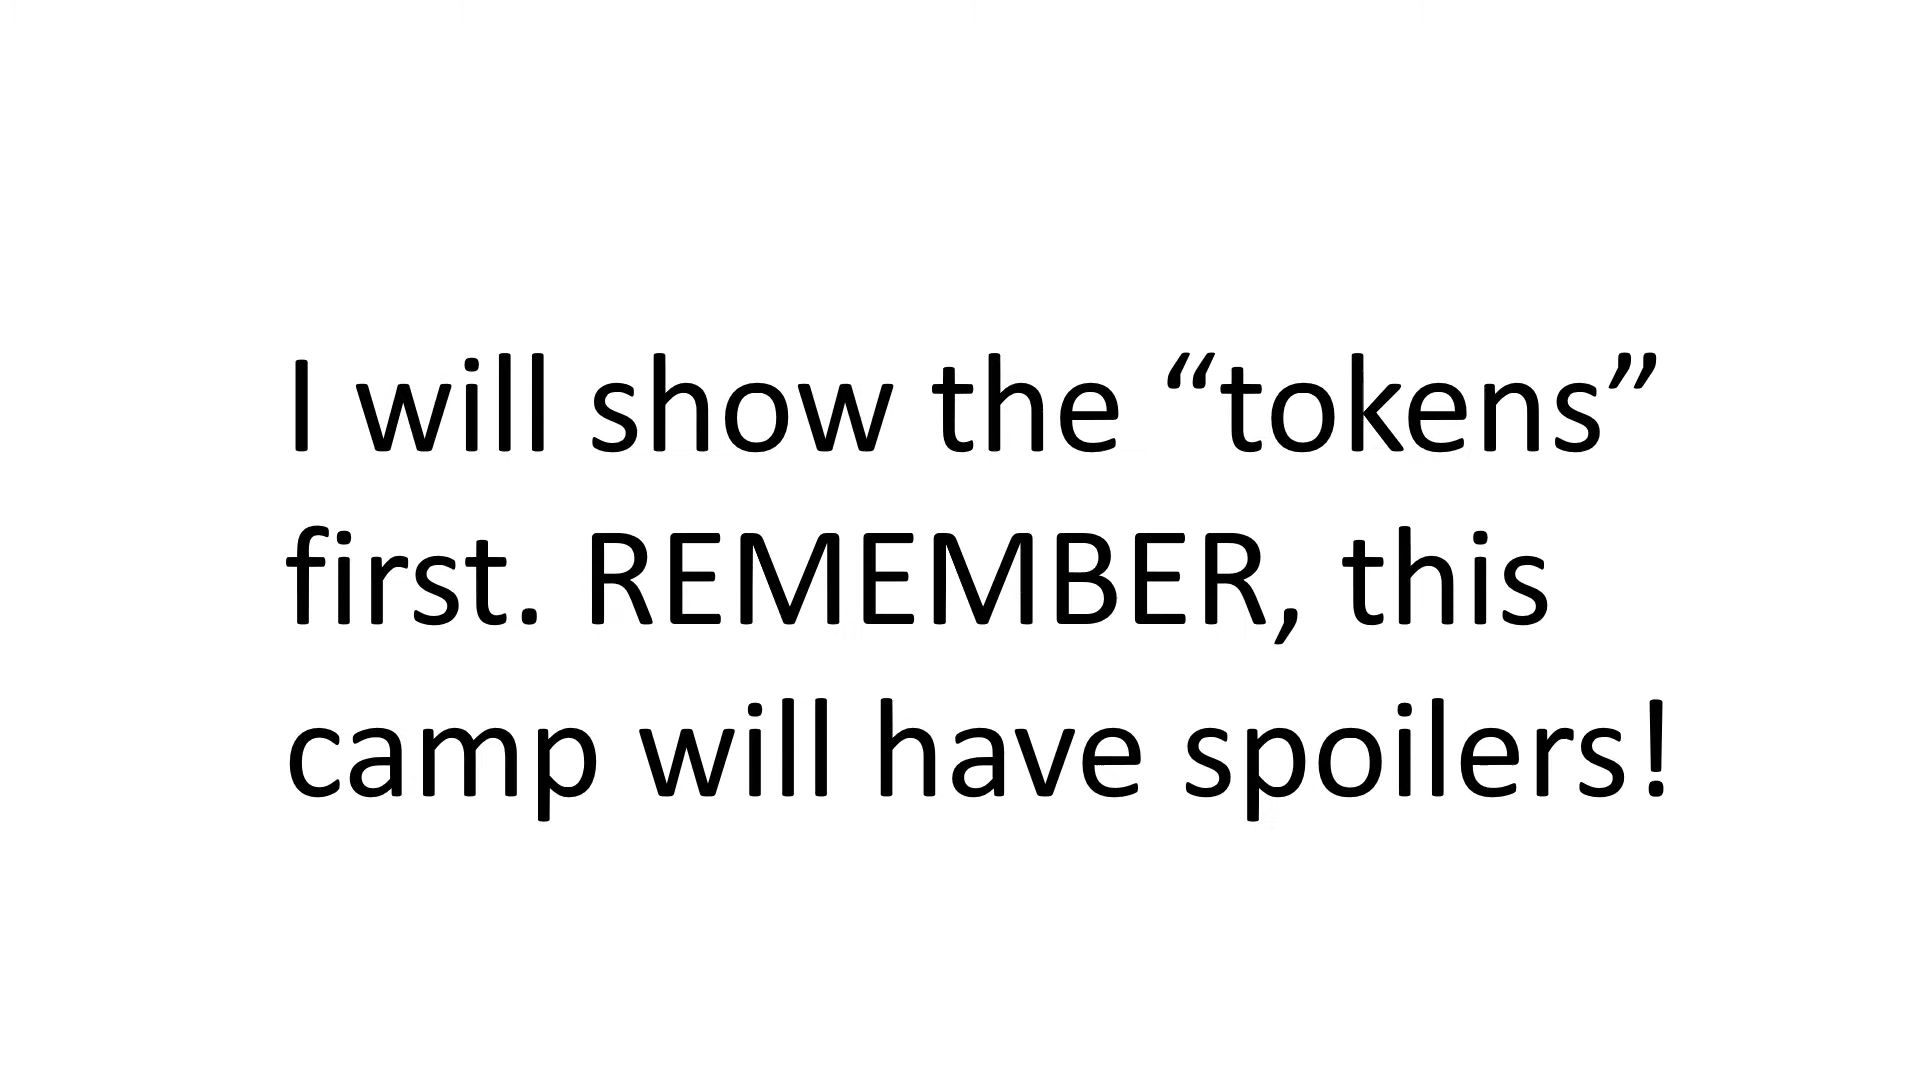 I will show the “tokens”
first. REMEMBER, this
camp will have spoilers!